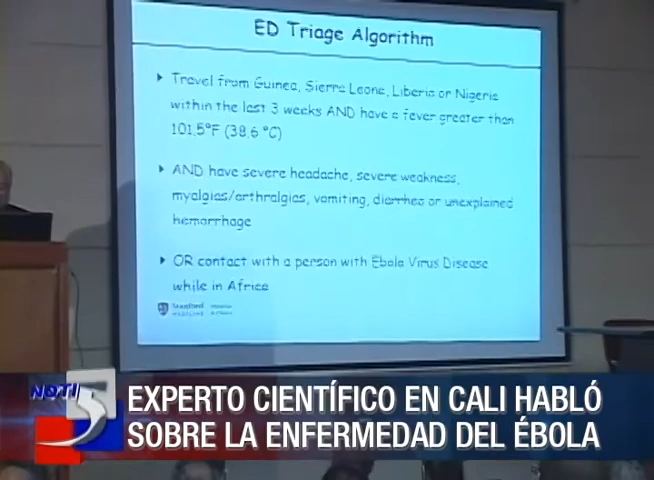 ED Triage Algorithm
Travel from Guinea, Sierra Leone, Liberia or Nigeria
within the last 3 weeks AND have a fever greater than
101.5°F (38.6 °C)
AND have severe headache, severe weakness,
myalgias/arthralgias, vomiting, diarrhea or unexplained
hemorrhage
OR contact with a person with Ebola Virus Disease
while in Africa
Stanford
MEDICINE
NOTI 5
EXPERTO CIENTÍFICO EN CALI HABLÓ
SOBRE LA ENFERMEDAD DEL ÉBOLA